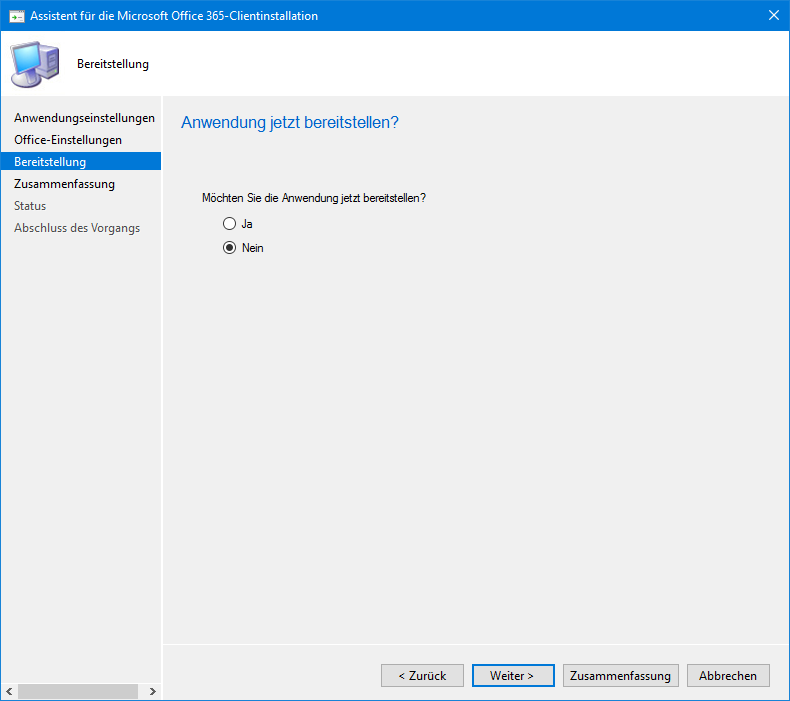 Assistent für die Microsoft Office 365-Clientinstallation
Bereitstellung
Anwendungseinstellungen
Office-Einstellungen
Bereitstellung
Zusammenfassung
Status
Abschluss des Vorgangs
Anwendung jetzt bereitstellen?
Möchten Sie die Anwendung jetzt bereitstellen?
Ja
Nein
< Zurück
Weiter >
Zusammenfassung
Abbrechen